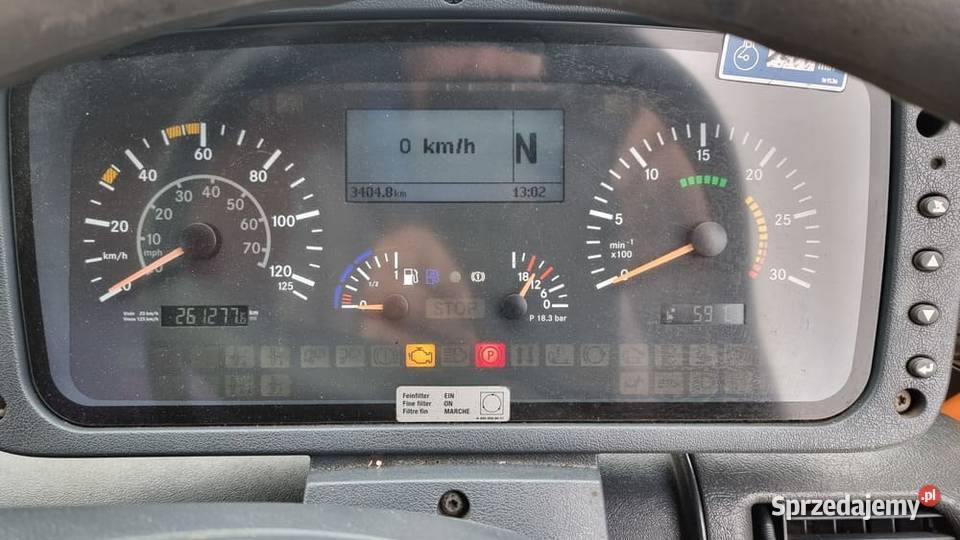 0 km/h N
3404.8 km 13:02
20 40 60 80 100 120 125
10 20 30 40 50 60 70
km/h
mph
0
5 10 15 20 25 30
min⁻¹
x100
0
0 1/2 1
18 12 6 0
P 18.3 bar
STOP
261277.6 km
591
P
Feinfilter EIN
Fine filter ON
Filtre fin MARCHE
Sprzedajemy.pl